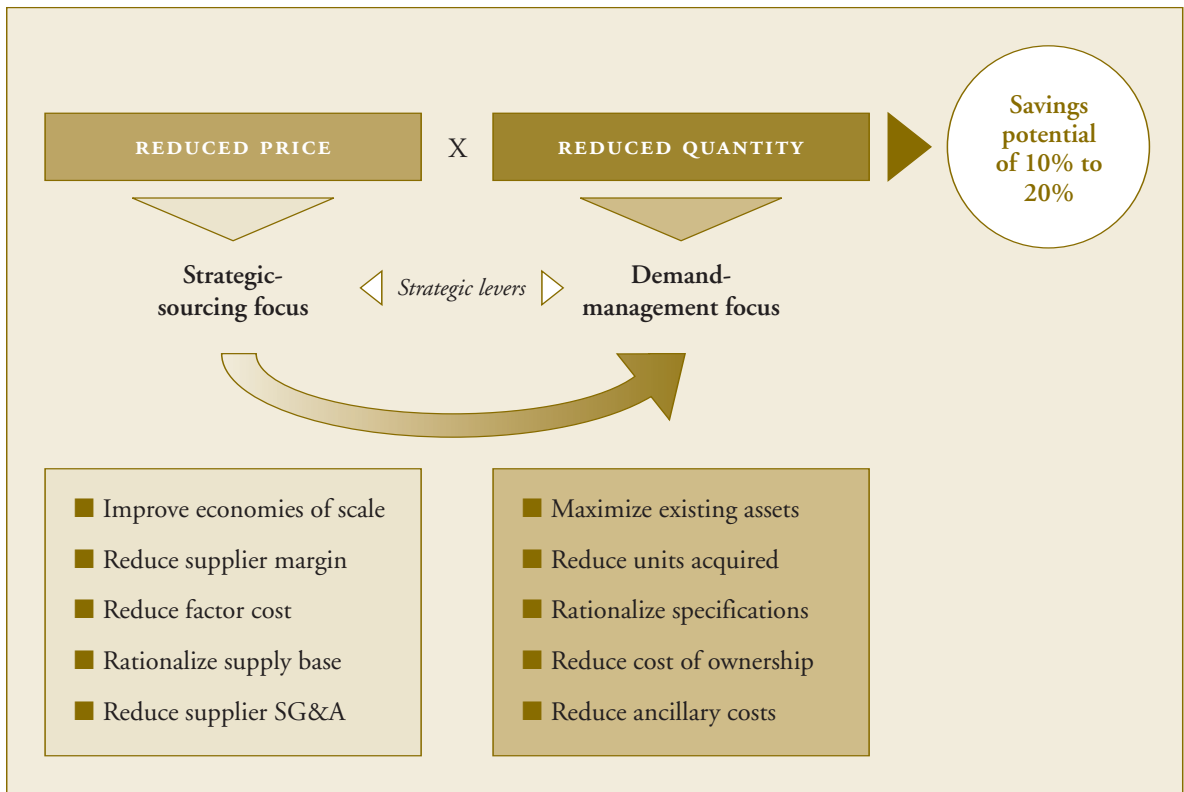 REDUCED PRICE
X
REDUCED QUANTITY
Savings
potential
of 10% to
20%
Strategic-
sourcing focus
Strategic levers
Demand-
management focus
Improve economies of scale
Reduce supplier margin
Reduce factor cost
Rationalize supply base
Reduce supplier SG&A
Maximize existing assets
Reduce units acquired
Rationalize specifications
Reduce cost of ownership
Reduce ancillary costs